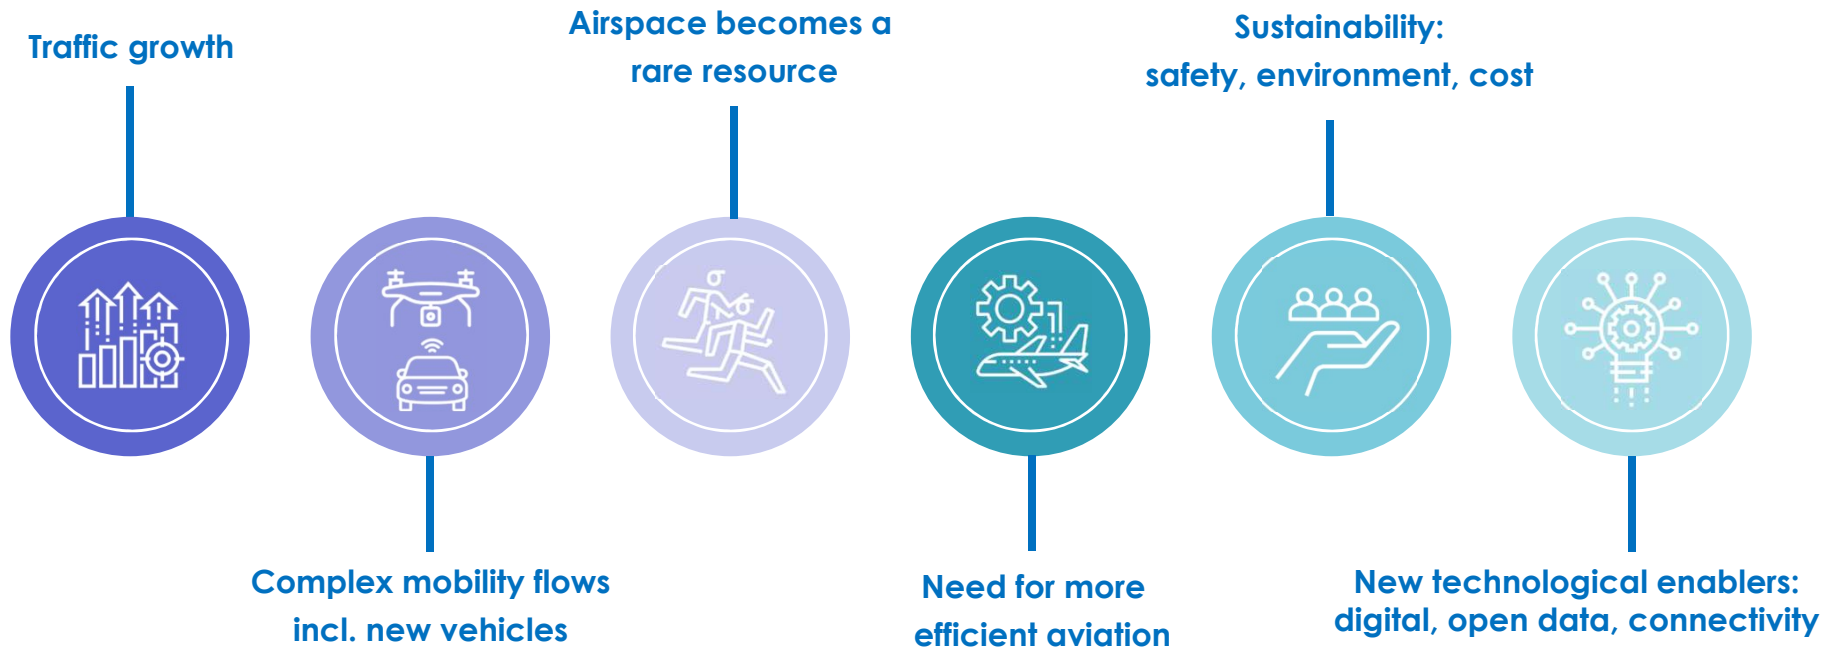 Traffic growth
Complex mobility flows
incl. new vehicles
Airspace becomes a
rare resource
Need for more
efficient aviation
Sustainability:
safety, environment, cost
New technological enablers:
digital, open data, connectivity